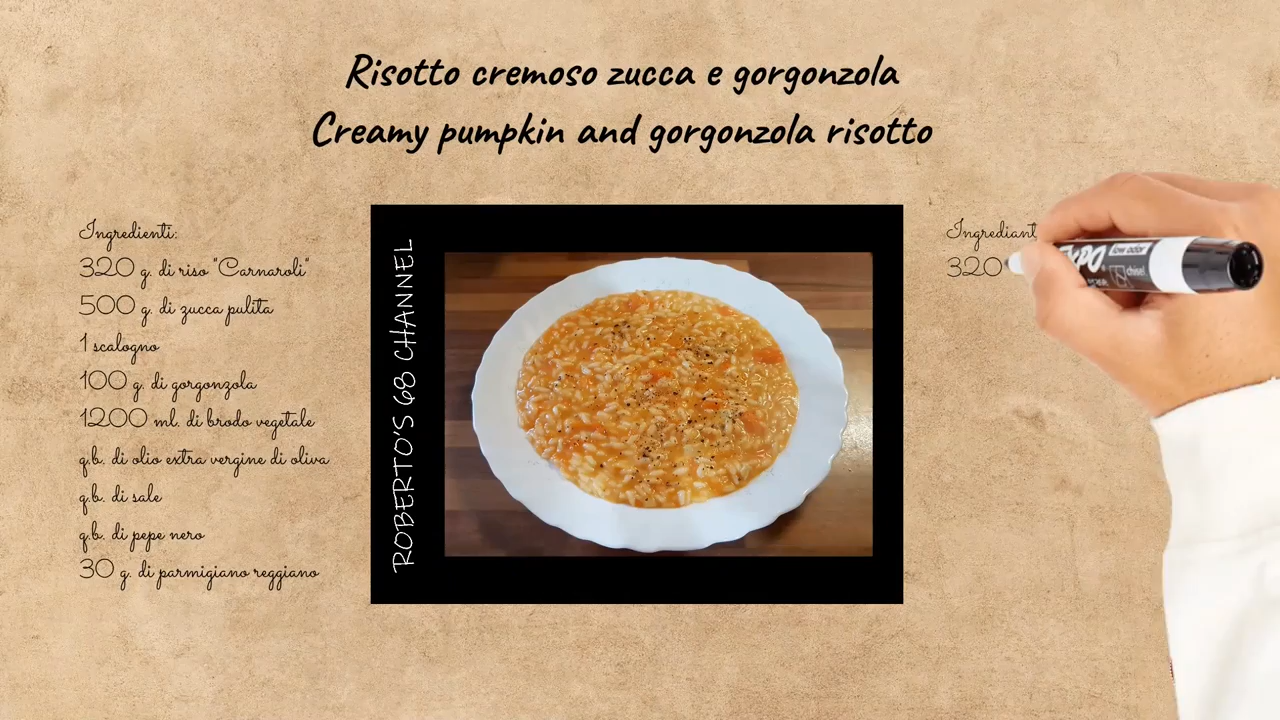 Risotto cremoso zucca e gorgonzola
Creamy pumpkin and gorgonzola risotto
Ingredienti:
320 g. di riso "Carnaroli"
500 g. di zucca pulita
1 scalogno
100 g. di gorgonzola
1200 ml. di brodo vegetale
q.b. di olio extra vergine di oliva
q.b. di sale
q.b. di pepe nero
30 g. di parmigiano reggiano
ROBERTO'S 68 CHANNEL
Ingrediant
320
low odor
chisel